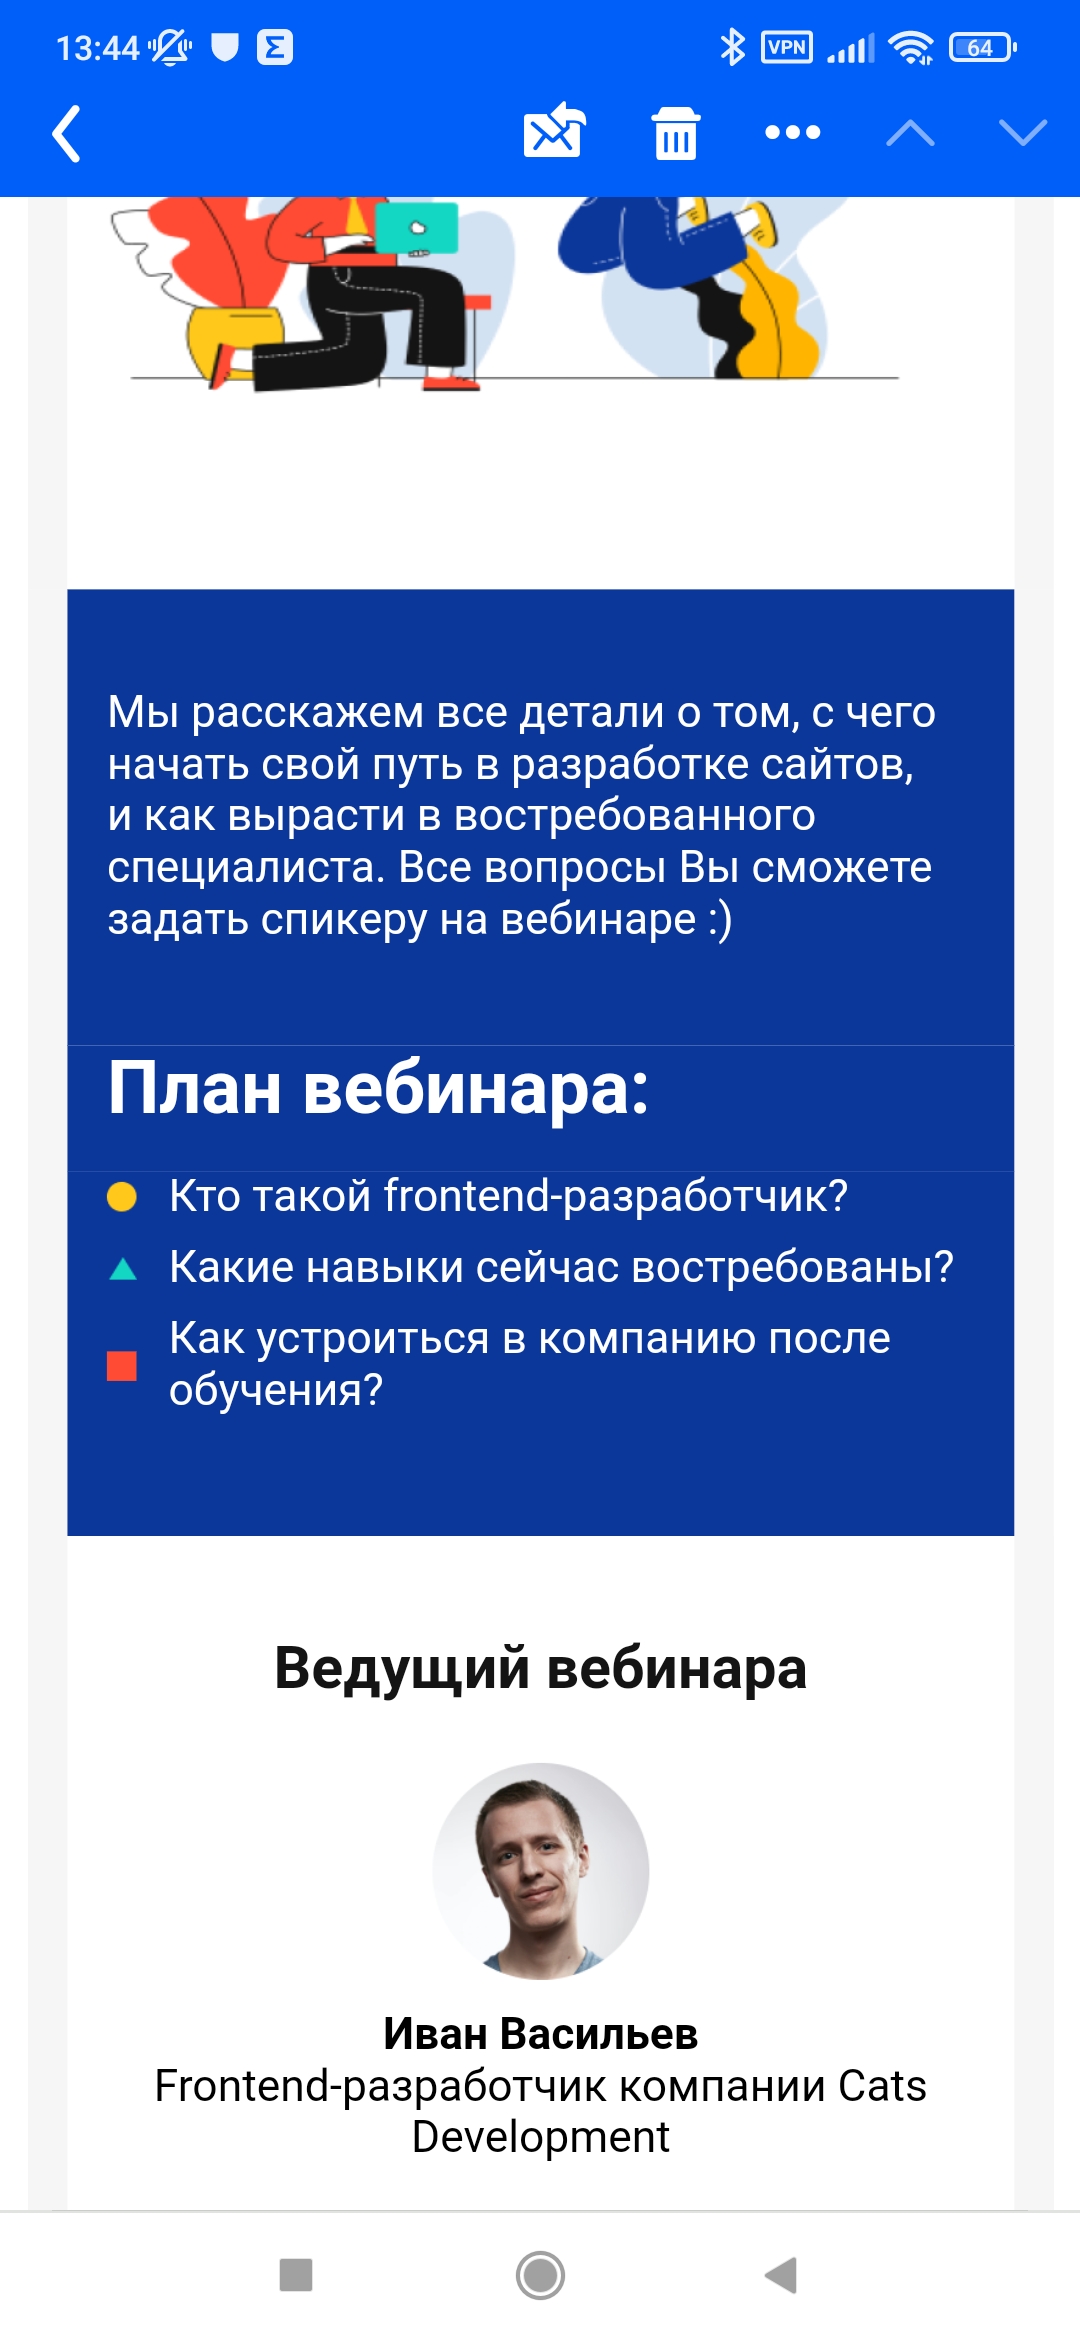 13:44
VPN
64
Мы расскажем все детали о том, с чего
начать свой путь в разработке сайтов,
и как вырасти в востребованного
специалиста. Все вопросы Вы сможете
задать спикеру на вебинаре :)
План вебинара:
Кто такой frontend-разработчик?
Какие навыки сейчас востребованы?
Как устроиться в компанию после
обучения?
Ведущий вебинара
Иван Васильев
Frontend-разработчик компании Cats
Development